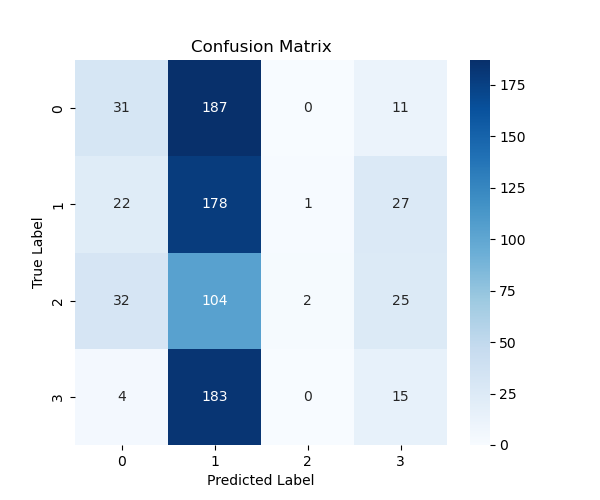 Confusion Matrix
True Label
0 31 187 0 11
1 22 178 1 27
2 32 104 2 25
3 4 183 0 15
0 1 2 3
Predicted Label
175
150
125
100
75
50
25
0